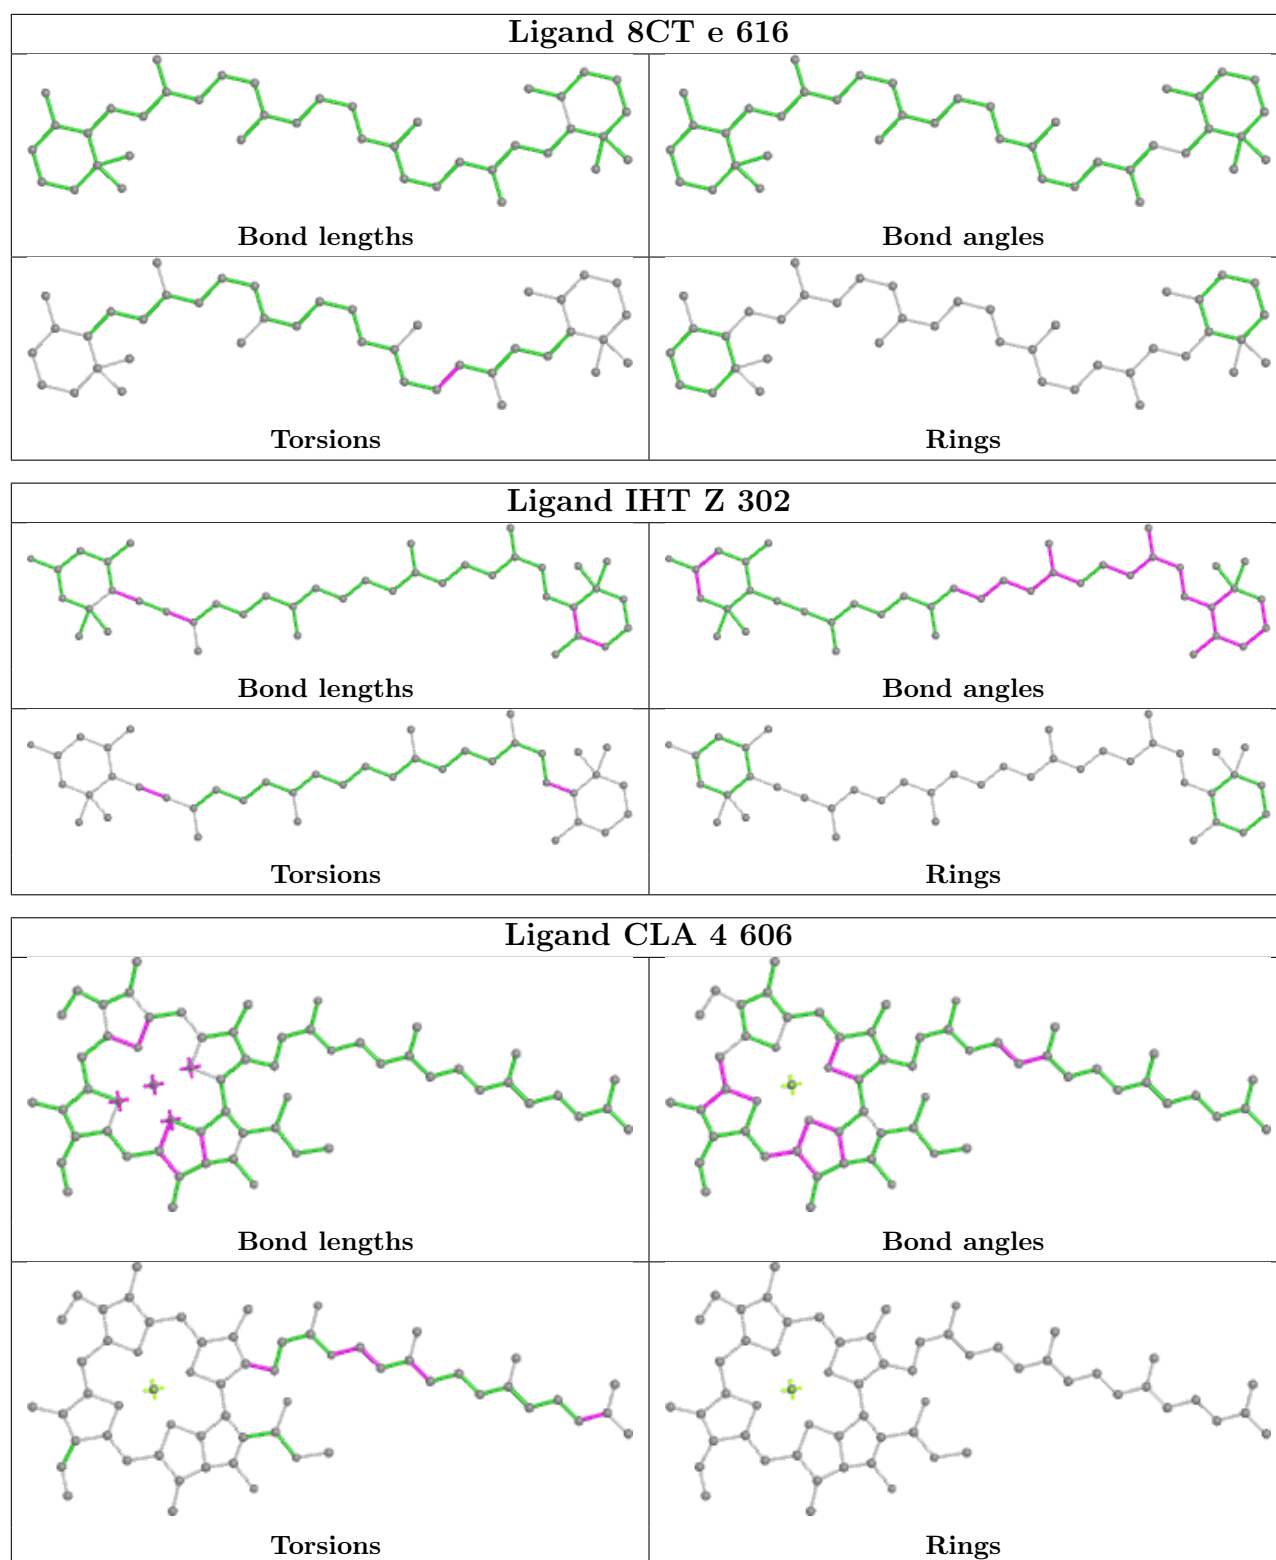 Ligand 8CT e 616
Bond lengths
Bond angles
Torsions
Rings
Ligand IHT Z 302
Bond lengths
Bond angles
Torsions
Rings
Ligand CLA 4 606
Bond lengths
Bond angles
Torsions
Rings